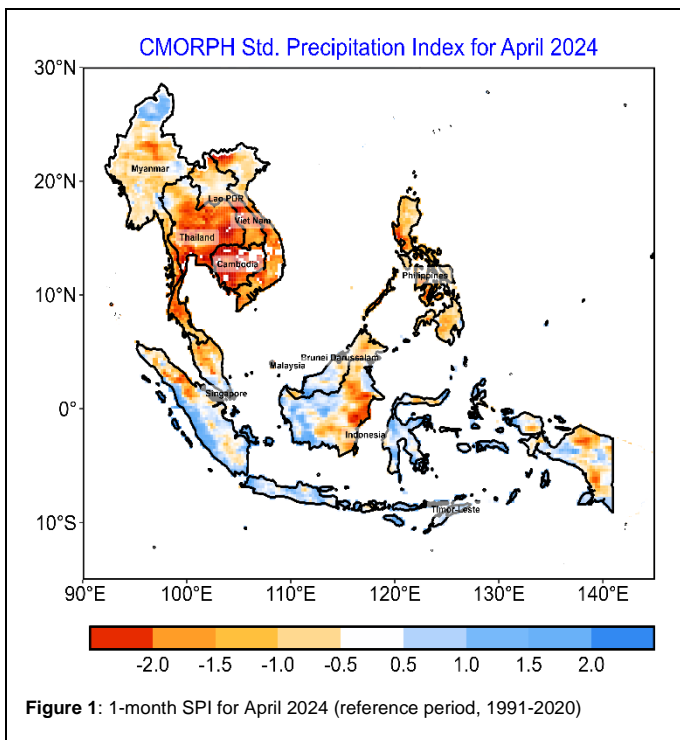 CMORPH Std. Precipitation Index for April 2024
30°N
20°N
10°N
0°
10°S
Myanmar
Lao PDR
Viet Nam
Thailand
Cambodia
Philippines
Brunei Darussalam
Malaysia
Singapore
Indonesia
Timor-Leste
90°E 100°E 110°E 120°E 130°E 140°E
-2.0 -1.5 -1.0 -0.5 0.5 1.0 1.5 2.0
Figure 1: 1-month SPI for April 2024 (reference period, 1991-2020)